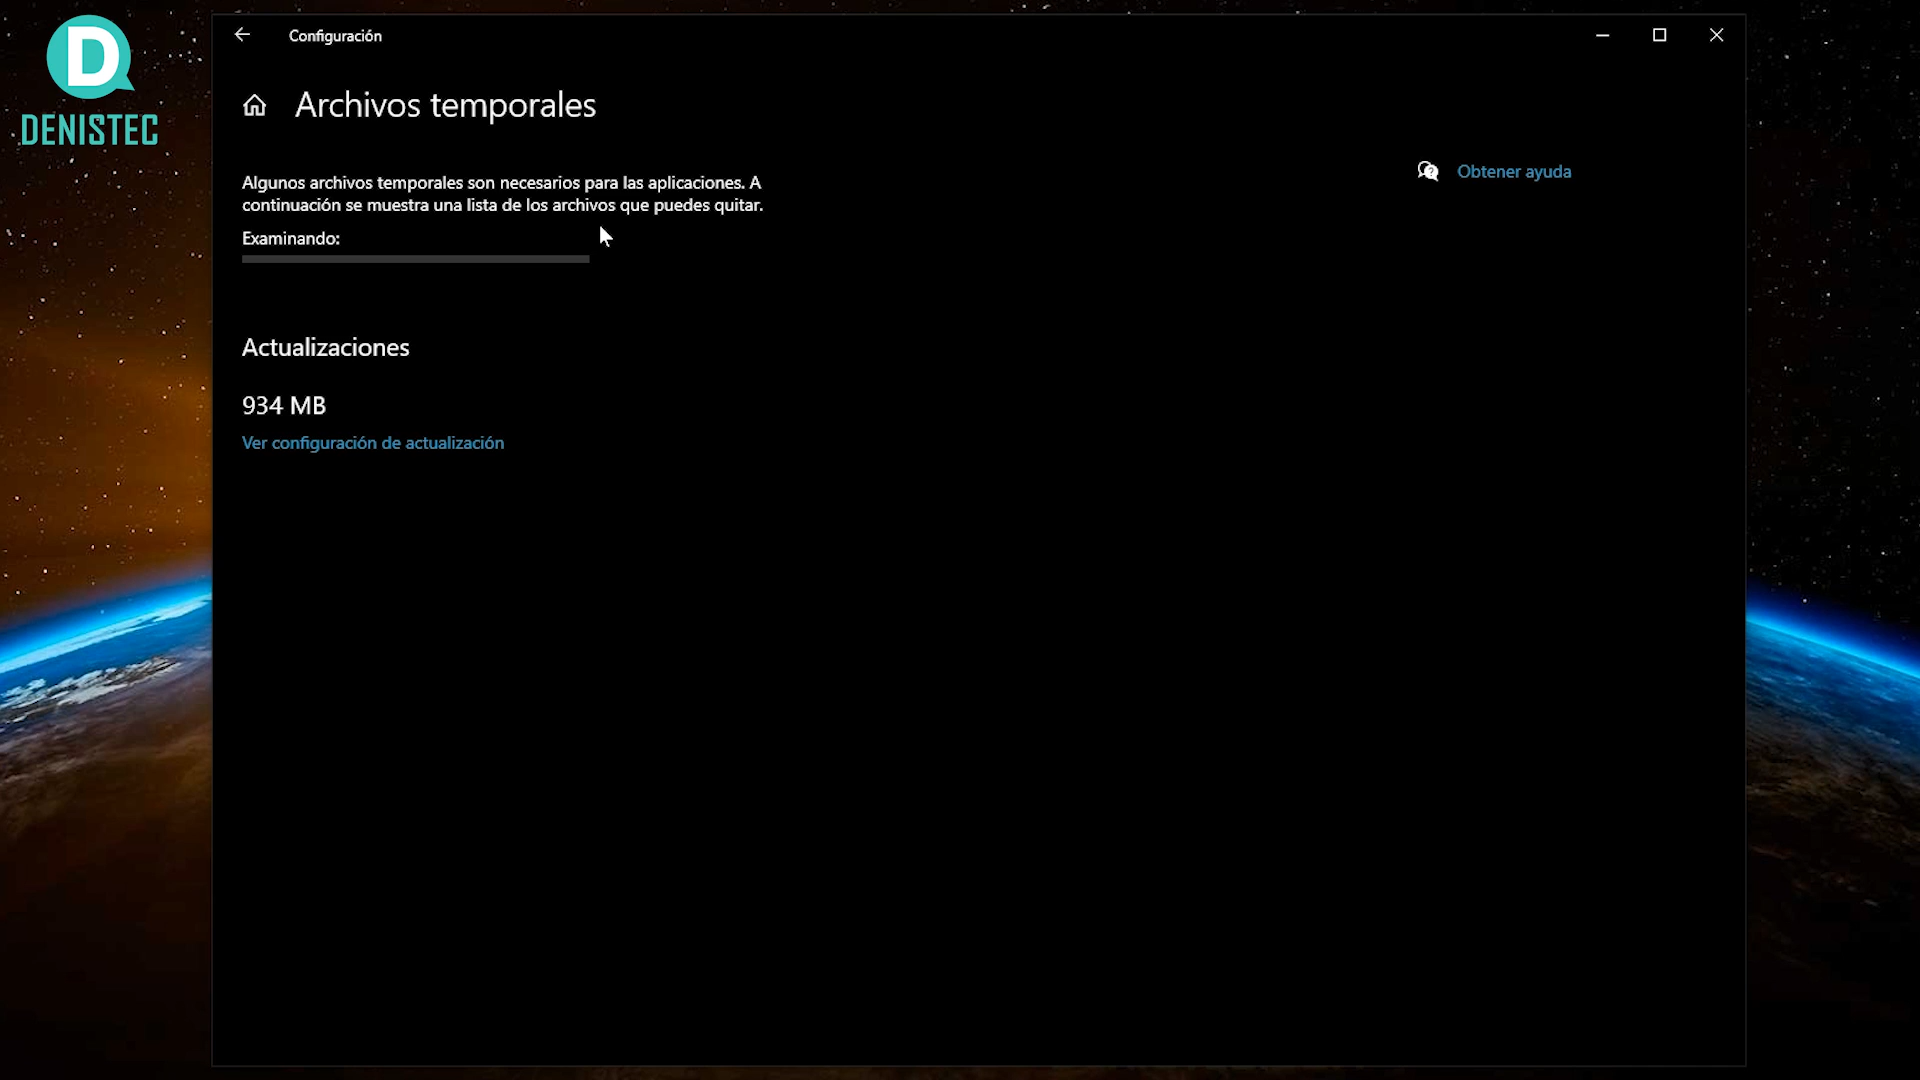 D
DENISTEC
Configuración
Archivos temporales
Algunos archivos temporales son necesarios para las aplicaciones. A
continuación se muestra una lista de los archivos que puedes quitar.
Examinando:
Obtener ayuda
Actualizaciones
934 MB
Ver configuración de actualización